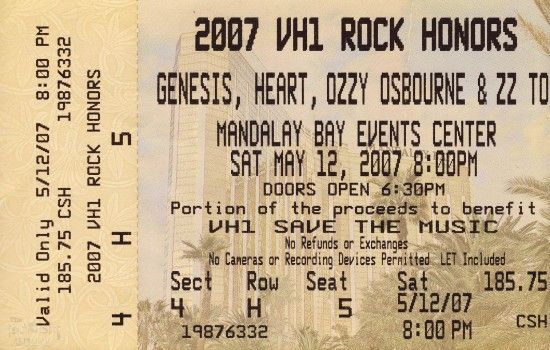 Valid Only 5/12/07 8:00 PM
185.75 CSH 19876332
2007 VH1 ROCK HONORS
4 H 5
2007 VH1 ROCK HONORS
GENESIS, HEART, OZZY OSBOURNE & ZZ TO
MANDALAY BAY EVENTS CENTER
SAT MAY 12, 2007 8:00PM
DOORS OPEN 6:30PM
Portion of the proceeds to benefit
VH1 SAVE THE MUSIC
No Refunds or Exchanges
No Cameras or Recording Devices Permitted LET Included
Sect Row Seat Sat 185.75
4 H 5 5/12/07
19876332 8:00 PM CSH